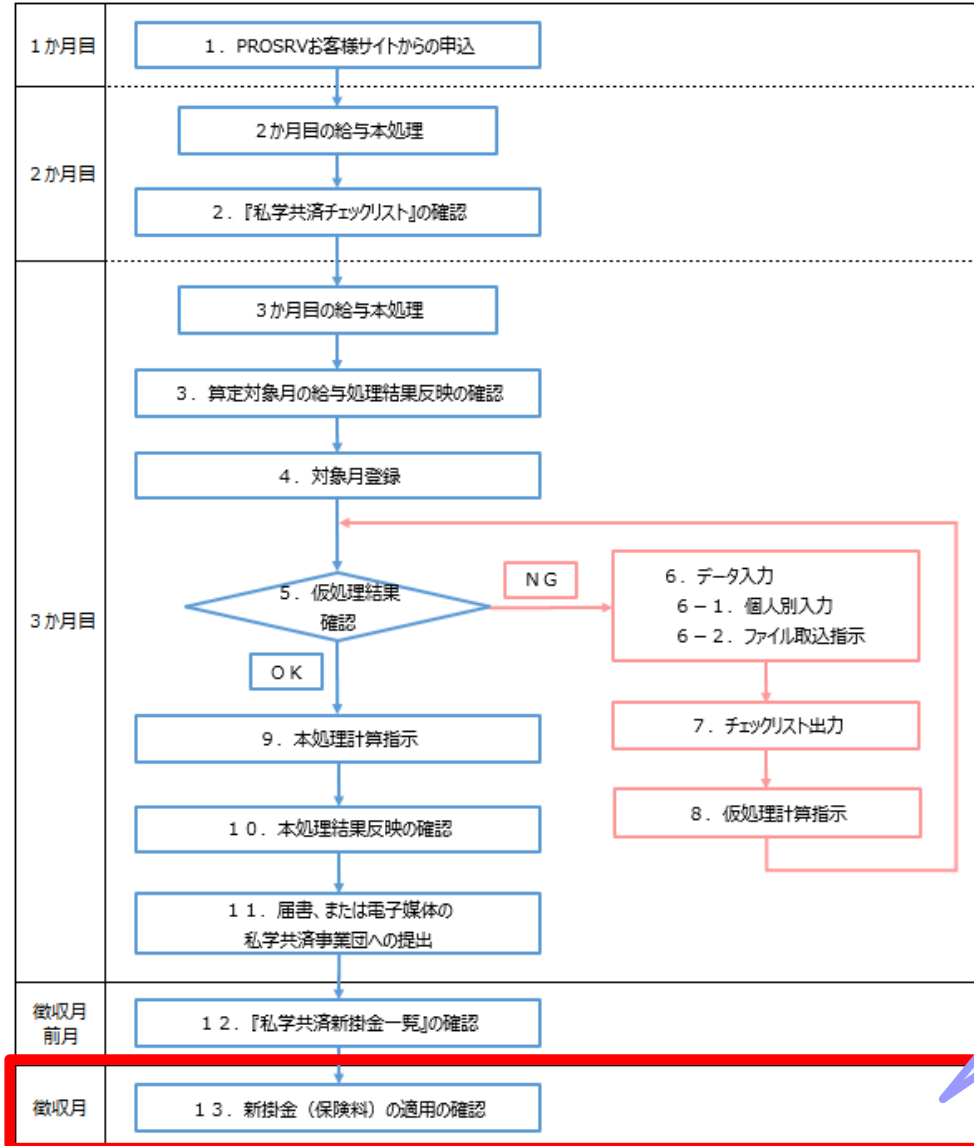 1か月目
1．PROSRVお客様サイトからの申込
2か月目
2か月目の給与本処理
2．『私学共済チェックリスト』の確認
3か月目
3か月目の給与本処理
3．算定対象月の給与処理結果反映の確認
4．対象月登録
5．仮処理結果
確認
NG
OK
6．データ入力
6－1．個人別入力
6－2．ファイル取込指示
7．チェックリスト出力
8．仮処理計算指示
9．本処理計算指示
10．本処理結果反映の確認
11．届書、または電子媒体の
私学共済事業団への提出
徴収月
前月
12．『私学共済新掛金一覧』の確認
徴収月
13．新掛金（保険料）の適用の確認